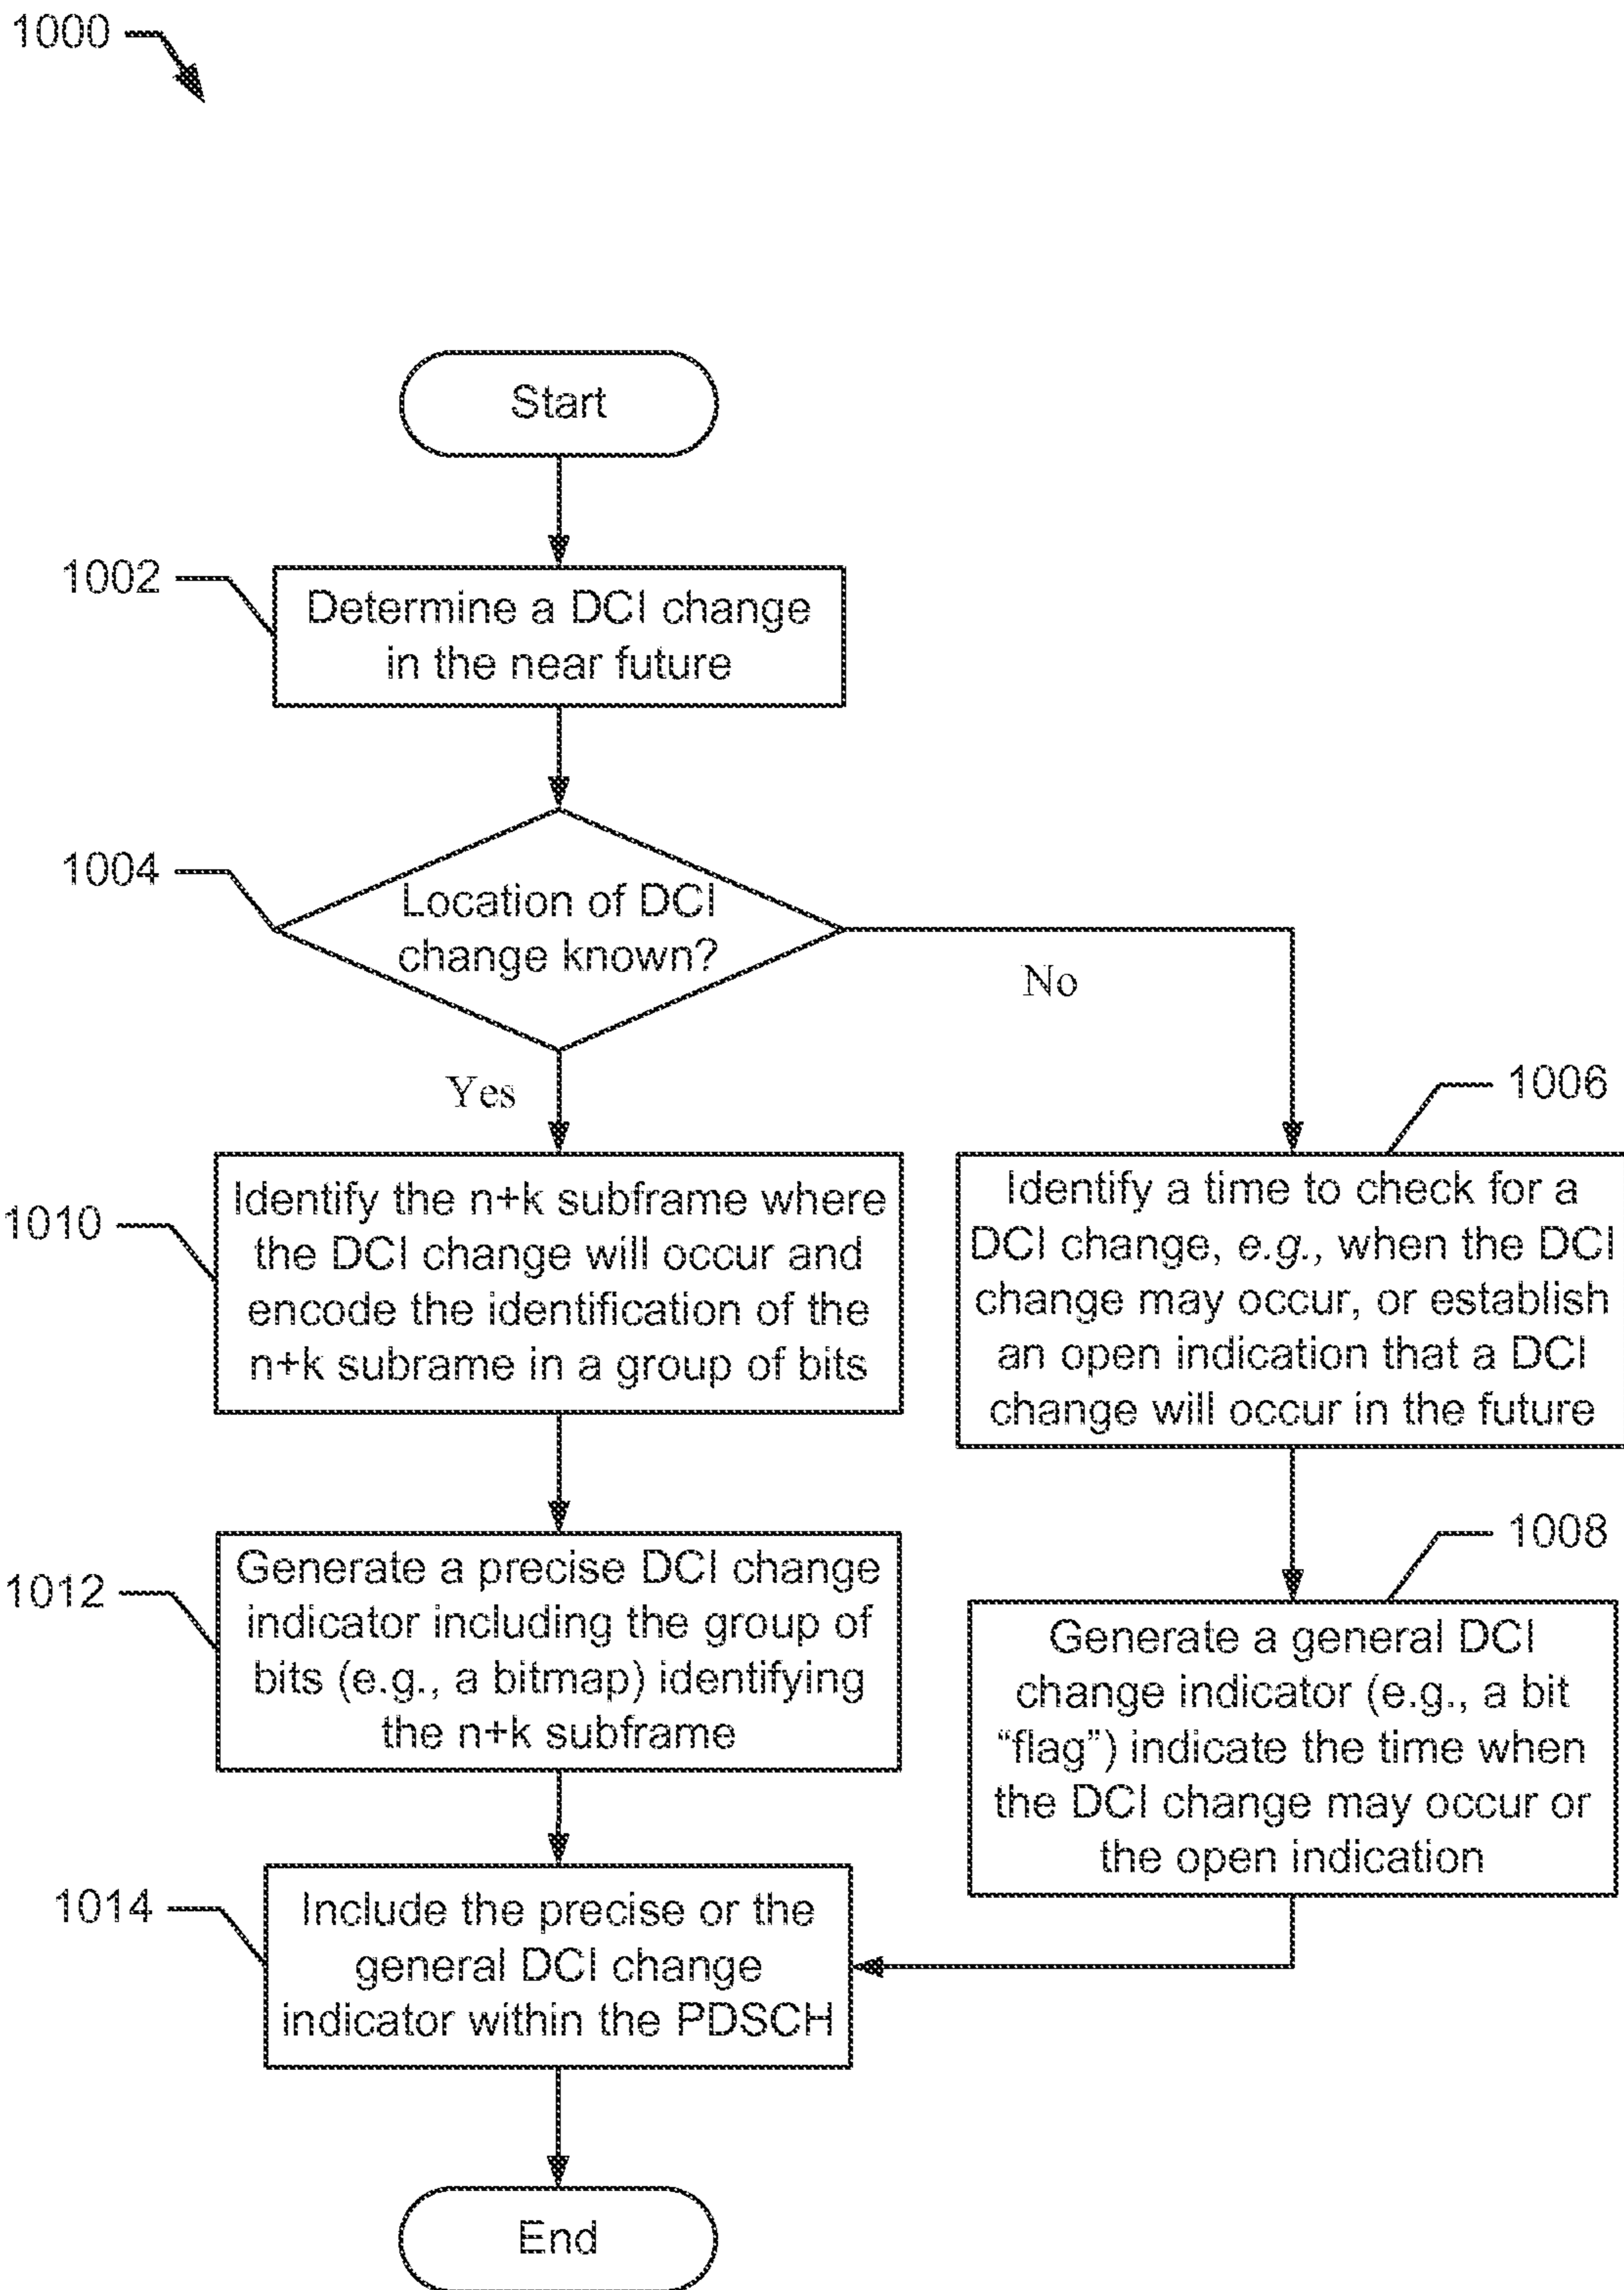 1000
Start
1002
Determine a DCI change
in the near future
1004
Location of DCI
change known?
No
Yes
1006
Identify a time to check for a
DCI change, e.g., when the DCI
change may occur, or establish
an open indication that a DCI
change will occur in the future
1010
Identify the n+k subframe where
the DCI change will occur and
encode the identification of the
n+k subrame in a group of bits
1008
Generate a general DCI
change indicator (e.g., a bit
“flag”) indicate the time when
the DCI change may occur or
the open indication
1012
Generate a precise DCI change
indicator including the group of
bits (e.g., a bitmap) identifying
the n+k subframe
1014
Include the precise or the
general DCI change
indicator within the PDSCH
End